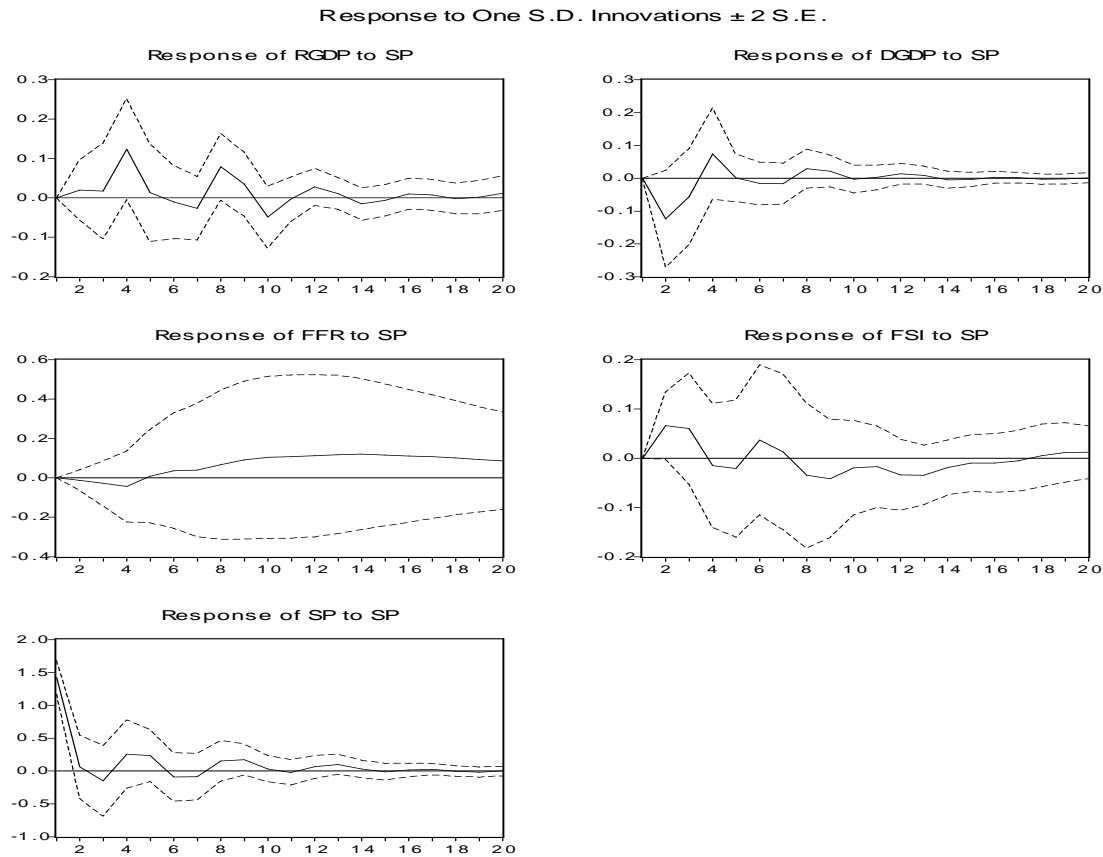 Response to One S.D. Innovations ± 2 S.E.
Response of RGDP to SP
0.3
0.2
0.1
0.0
-0.1
-0.2
2 4 6 8 10 12 14 16 18 20
Response of DGDP to SP
0.3
0.2
0.1
0.0
-0.1
-0.2
-0.3
2 4 6 8 10 12 14 16 18 20
Response of FFR to SP
0.6
0.4
0.2
0.0
-0.2
-0.4
2 4 6 8 10 12 14 16 18 20
Response of FSI to SP
0.2
0.1
0.0
-0.1
-0.2
2 4 6 8 10 12 14 16 18 20
Response of SP to SP
2.0
1.5
1.0
0.5
0.0
-0.5
-1.0
2 4 6 8 10 12 14 16 18 20